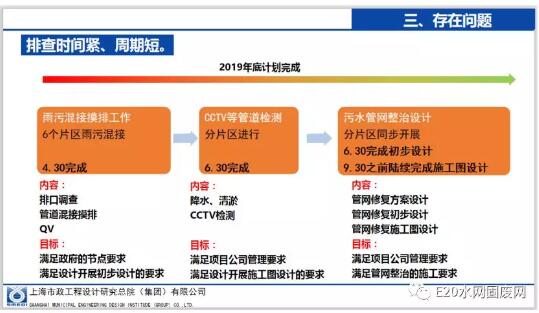 三、存在问题
排查时间紧、周期短。
2019年底计划完成
雨污混接摸排工作
6个片区雨污混接
4.30完成
CCTV等管道检测
分片区进行
6.30完成
污水管网整治设计
分片区同步开展
6.30完成初步设计
9.30之前陆续完成施工图设计
内容：
排口调查
管道混接摸排
QV
目标：
满足政府的节点要求
满足设计开展初步设计的要求
内容：
降水、清淤
CCTV检测
目标：
满足项目公司管理要求
满足设计开展施工图设计的要求
内容：
管网修复方案设计
管网修复初步设计
管网修复施工图设计
目标：
满足项目公司管理要求
满足管网整治的施工要求
上海市政工程设计研究总院（集团）有限公司
SHANGHAI MUNICIPAL ENGINEERING DESIGN INSTITUDE (GROUP) CO.,LTD.
E20水网固废网